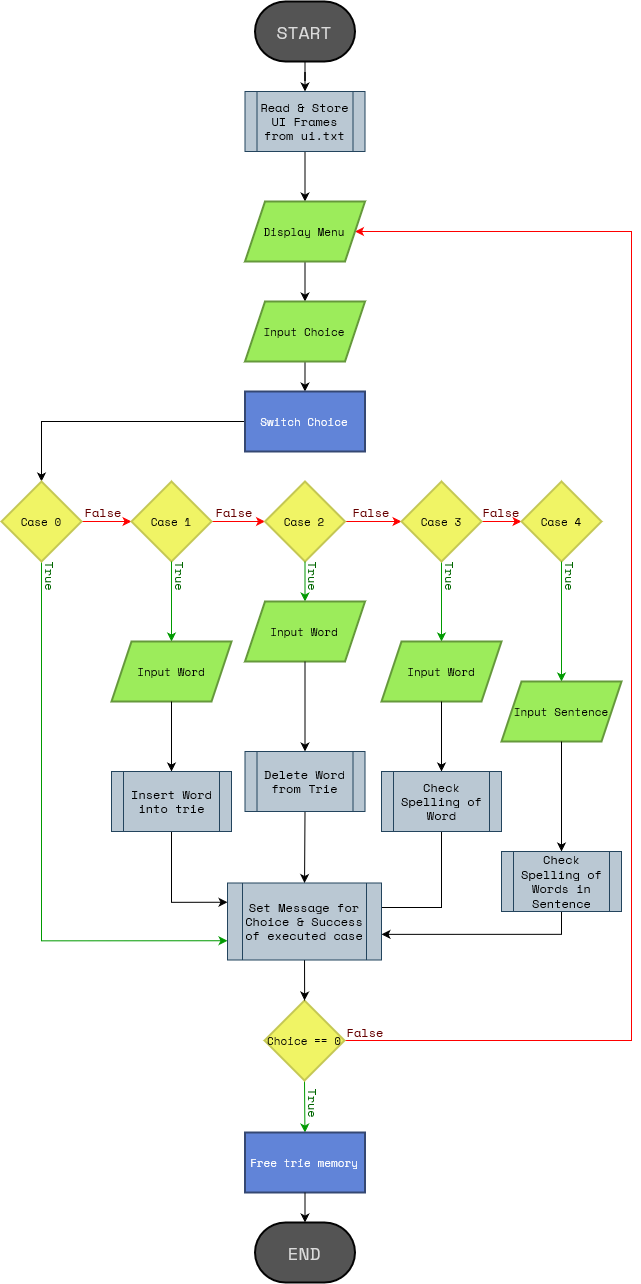 START
Read & Store
UI Frames
from ui.txt
Display Menu
Input Choice
Switch Choice
Case 0
False
Case 1
False
Case 2
False
Case 3
False
Case 4
True
True
True
True
True
Input Word
Input Word
Input Word
Input Sentence
Insert Word
into trie
Delete Word
from Trie
Check
Spelling of
Word
Check
Spelling of
Words in
Sentence
Set Message for
Choice & Success
of executed case
Choice == 0
False
True
Free trie memory
END